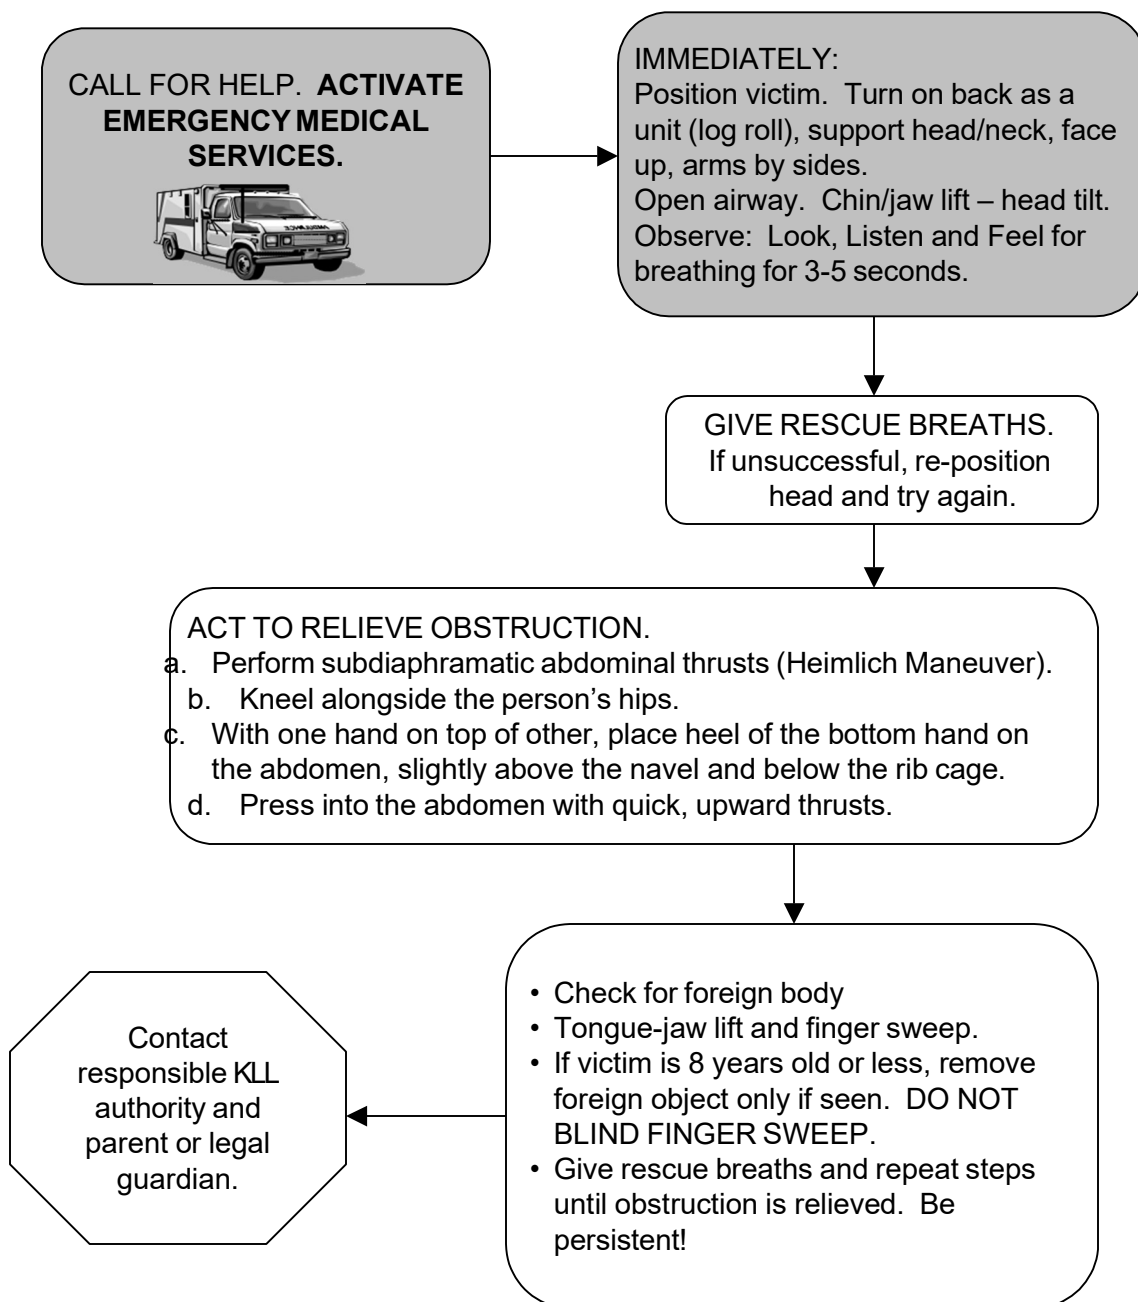 CALL FOR HELP.  ACTIVATE
EMERGENCY MEDICAL
SERVICES.
AMBULANCE
IMMEDIATELY:
Position victim.  Turn on back as a
unit (log roll), support head/neck, face
up, arms by sides.
Open airway.  Chin/jaw lift – head tilt.
Observe:  Look, Listen and Feel for
breathing for 3-5 seconds.
GIVE RESCUE BREATHS.
If unsuccessful, re-position
head and try again.
ACT TO RELIEVE OBSTRUCTION.
a. Perform subdiaphramatic abdominal thrusts (Heimlich Maneuver).
b. Kneel alongside the person’s hips.
c. With one hand on top of other, place heel of the bottom hand on
the abdomen, slightly above the navel and below the rib cage.
d. Press into the abdomen with quick, upward thrusts.
• Check for foreign body
• Tongue-jaw lift and finger sweep.
• If victim is 8 years old or less, remove
foreign object only if seen.  DO NOT
BLIND FINGER SWEEP.
• Give rescue breaths and repeat steps
until obstruction is relieved.  Be
persistent!
Contact
responsible KLL
authority and
parent or legal
guardian.